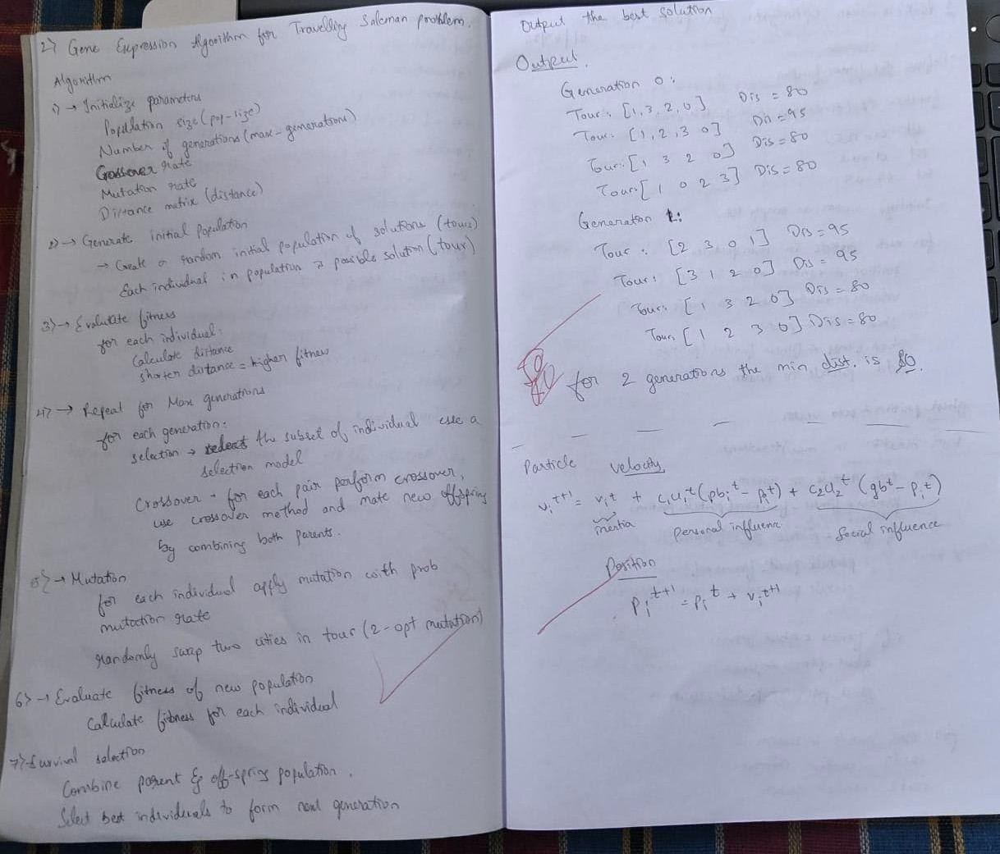 2) Gene Expression Algorithm for Travelling Salesman problem.
Algorithm
1) → Initialize parameters
Population size (pop-size)
Number of generations (max-generations)
Crossover rate
Mutation rate
Distance matrix (distance)
2) → Generate initial population
→ Create a random initial population of solutions (tours)
Each individual in population is possible solution (tour)
3) → Evaluate fitness
for each individual:
Calculate distance
shorter distance = higher fitness
4) → Repeat for Max generations
for each generation:
selection → select the subset of individual use a
selection model
Crossover → for each pair perform crossover,
use crossover method and mate new offspring
by combining both parents.
5) → Mutation
for each individual apply mutation with prob
mutation rate
randomly swap two cities in tour (2-opt mutation)
6) → Evaluate fitness of new population
Calculate fitness for each individual
7) → Survival selection
Combine parent & off-spring population.
Select best individuals to form next generation
Output the best solution
Output.
Generation 0:
Tour: [1, 3, 2, 0] Dis = 80
Tour: [1, 2, 3 0] Dis = 95
Tour: [1 3 2 0] Dis = 80
Tour: [1 0 2 3] Dis = 80
Generation 1:
Tour: [2 3 0 1] Dis = 95
Tour: [3 1 2 0] Dis = 95
Tour: [1 3 2 0] Dis = 80
Tour: [1 2 3 0] Dis = 80
for 2 generations the min dist. is 80.
Particle velocity
v_i^{t+1} = v_i^t + c_1u_1^t (pb_i^t - p_i^t) + c_2u_2^t (gb^t - p_i^t)
inertia personal influenc social influence
Position
p_i^{t+1} = p_i^t + v_i^{t+1}